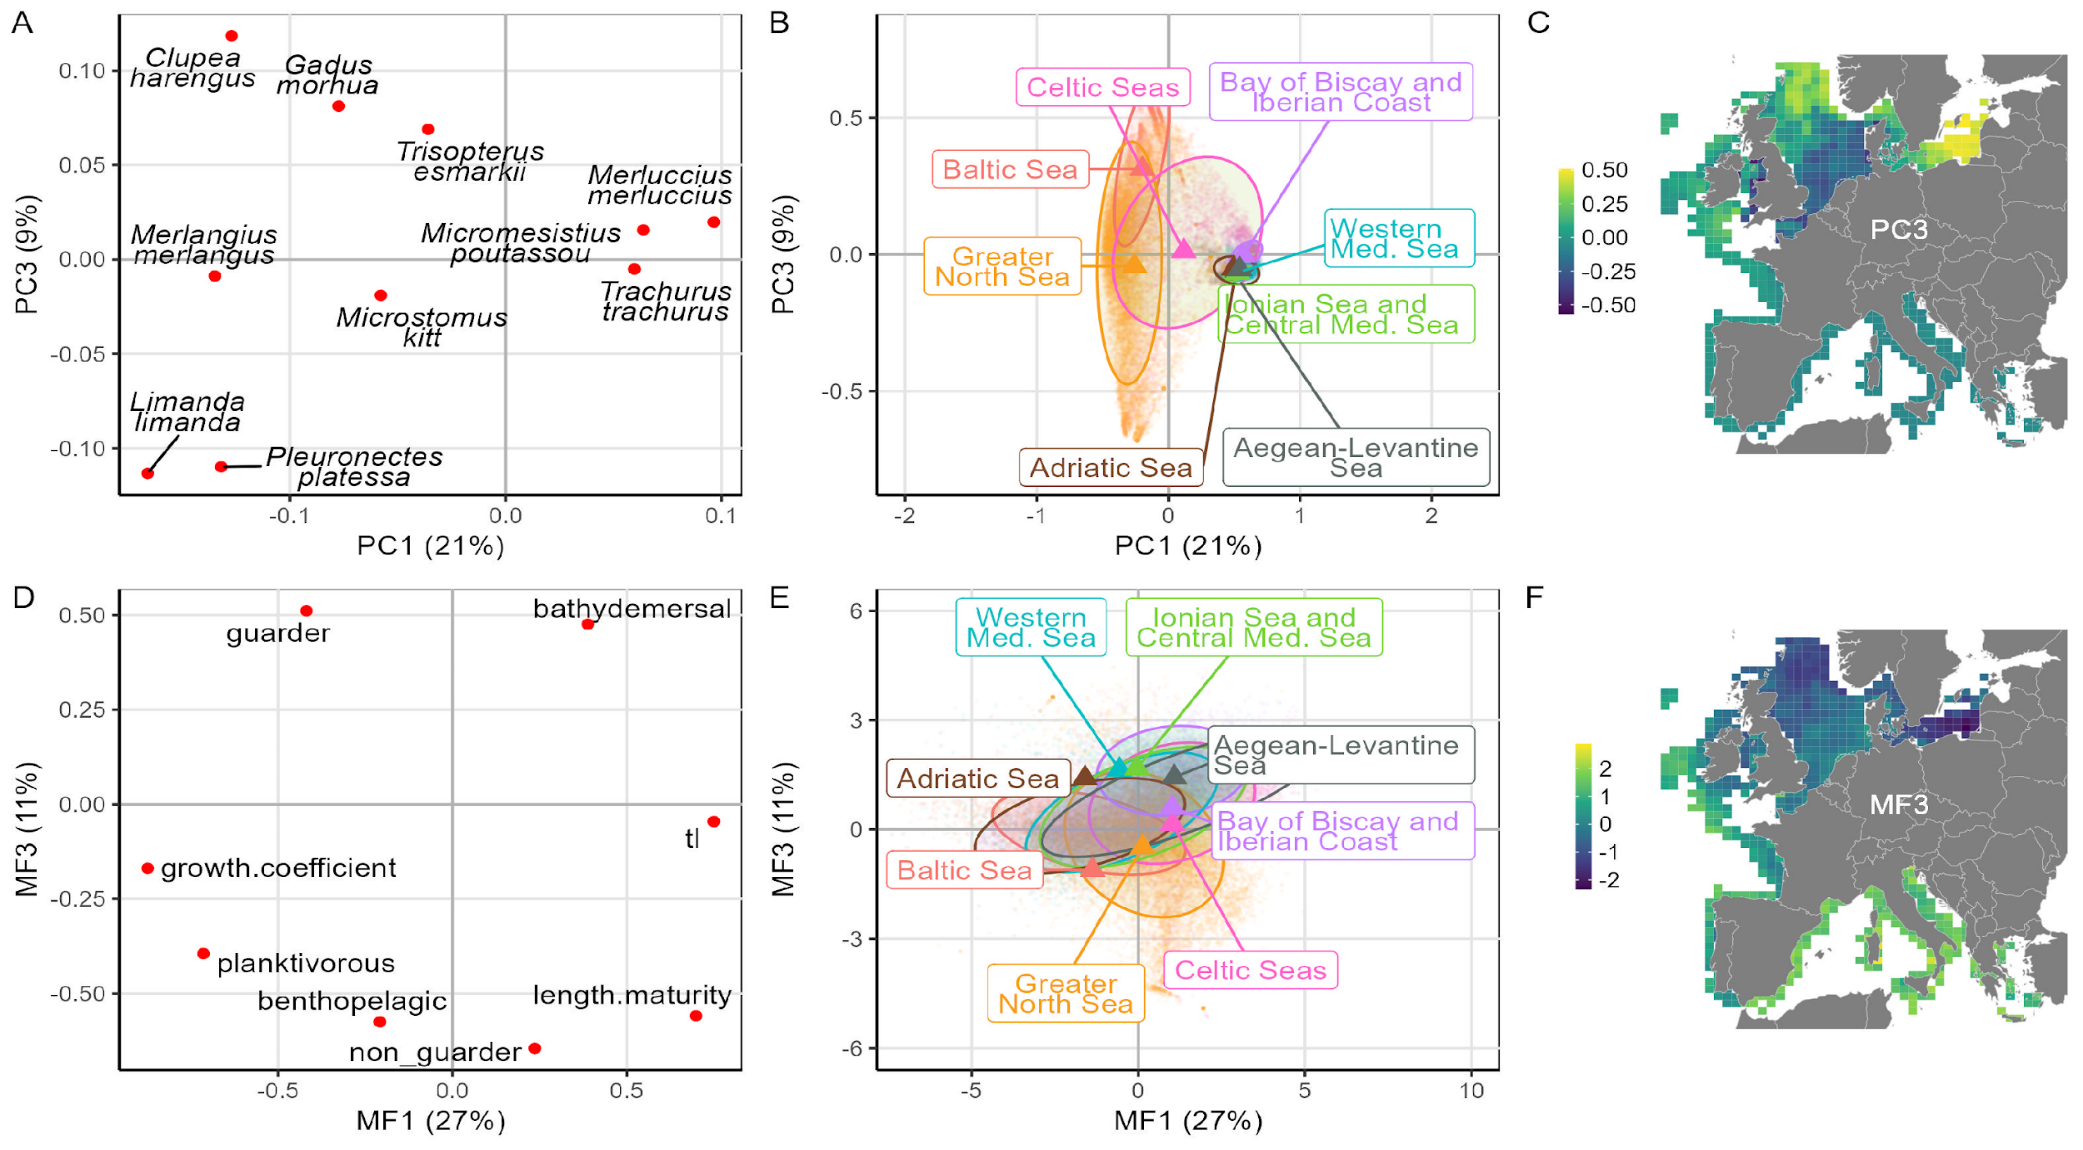 A
Clupea
harengus
Gadus
morhua
Trisopterus
esmarkii
Merluccius
merluccius
Micromesistius
poutassou
Merlangius
merlangus
Trachurus
trachurus
Microstomus
kitt
Limanda
limanda
Pleuronectes
platessa
0.10
0.05
0.00
-0.05
-0.10
PC3 (9%)
-0.1
0.0
0.1
PC1 (21%)
B
Celtic Seas
Bay of Biscay and
Iberian Coast
Baltic Sea
Western
Med. Sea
Greater
North Sea
Ionian Sea and
Central Med. Sea
Adriatic Sea
Aegean-Levantine
Sea
0.5
0.0
-0.5
PC3 (9%)
-2
-1
0
1
2
PC1 (21%)
C
0.50
0.25
0.00
-0.25
-0.50
PC3
D
guarder
bathydermersal
tl
growth.coefficient
planktivorous
benthopelagic
length.maturity
non_guarder
0.50
0.25
0.00
-0.25
-0.50
MF3 (11%)
-0.5
0.0
0.5
MF1 (27%)
E
Western
Med. Sea
Ionian Sea and
Central Med. Sea
Aegean-Levantine
Sea
Adriatic Sea
Bay of Biscay and
Iberian Coast
Baltic Sea
Celtic Seas
Greater
North Sea
6
3
0
-3
-6
MF3 (11%)
-5
0
5
10
MF1 (27%)
F
2
1
0
-1
-2
MF3